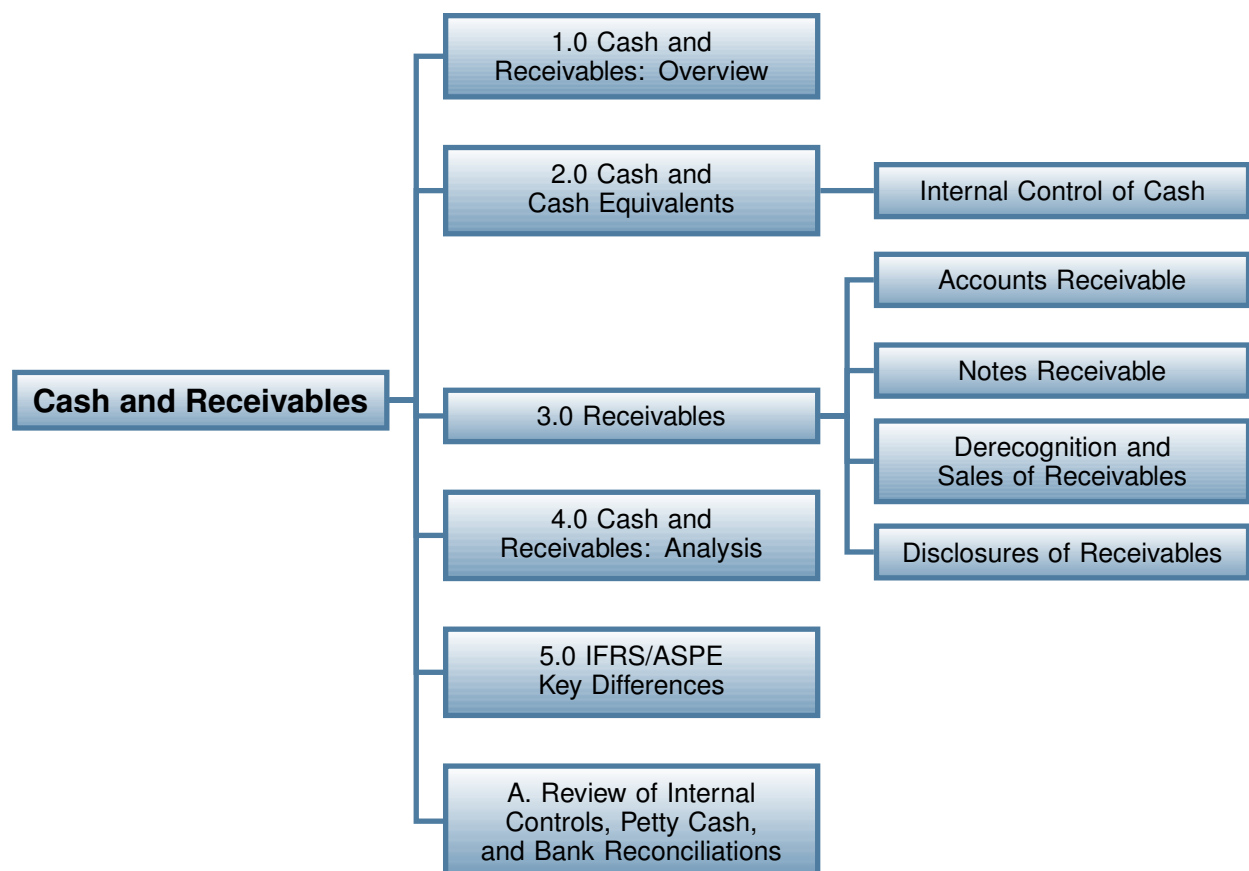 Cash and Receivables
1.0 Cash and
Receivables: Overview
2.0 Cash and
Cash Equivalents
Internal Control of Cash
3.0 Receivables
Accounts Receivable
Notes Receivable
Derecognition and
Sales of Receivables
Disclosures of Receivables
4.0 Cash and
Receivables: Analysis
5.0 IFRS/ASPE
Key Differences
A. Review of Internal
Controls, Petty Cash,
and Bank Reconciliations